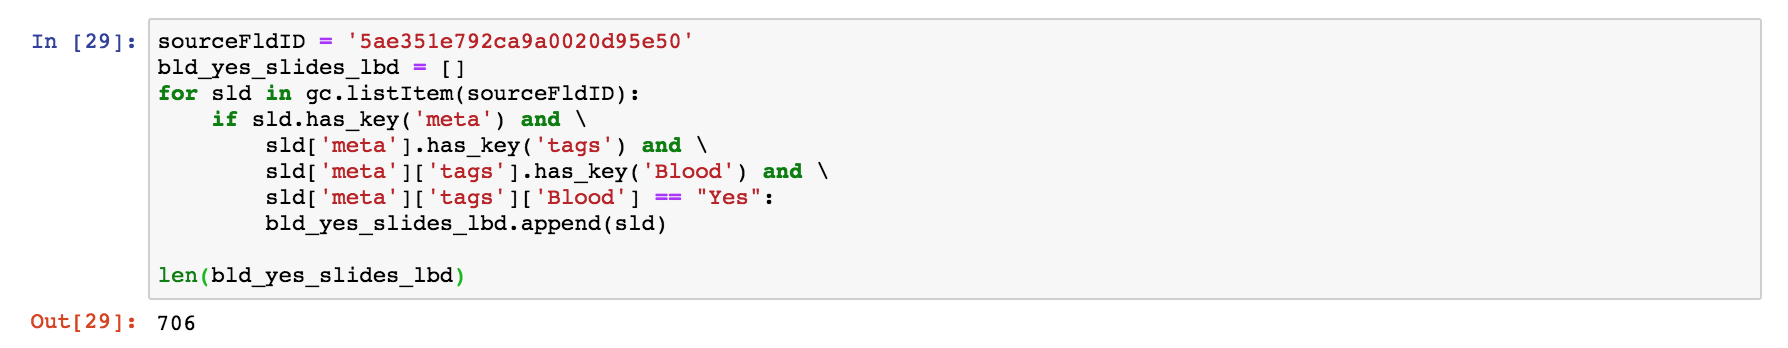 In [29]: sourceFldID = '5ae351e792ca9a0020d95e50'
bld_yes_slides_lbd = []
for sld in gc.listItem(sourceFldID):
    if sld.has_key('meta') and \
        sld['meta'].has_key('tags') and \
        sld['meta']['tags'].has_key('Blood') and \
        sld['meta']['tags']['Blood'] == "Yes":
        bld_yes_slides_lbd.append(sld)
len(bld_yes_slides_lbd)
Out[29]: 706